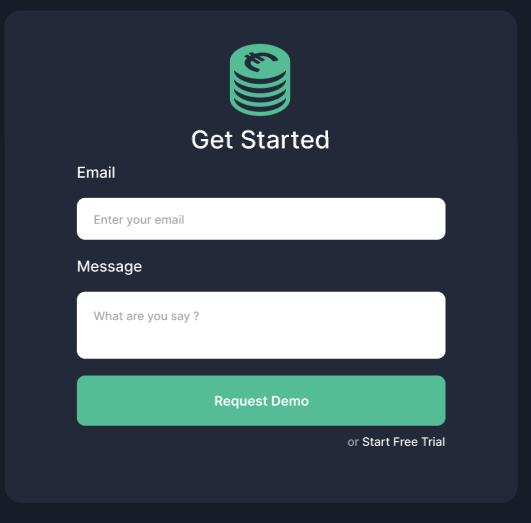 Get Started
Email
Enter your email
Message
What are you say ?
Request Demo
or Start Free Trial